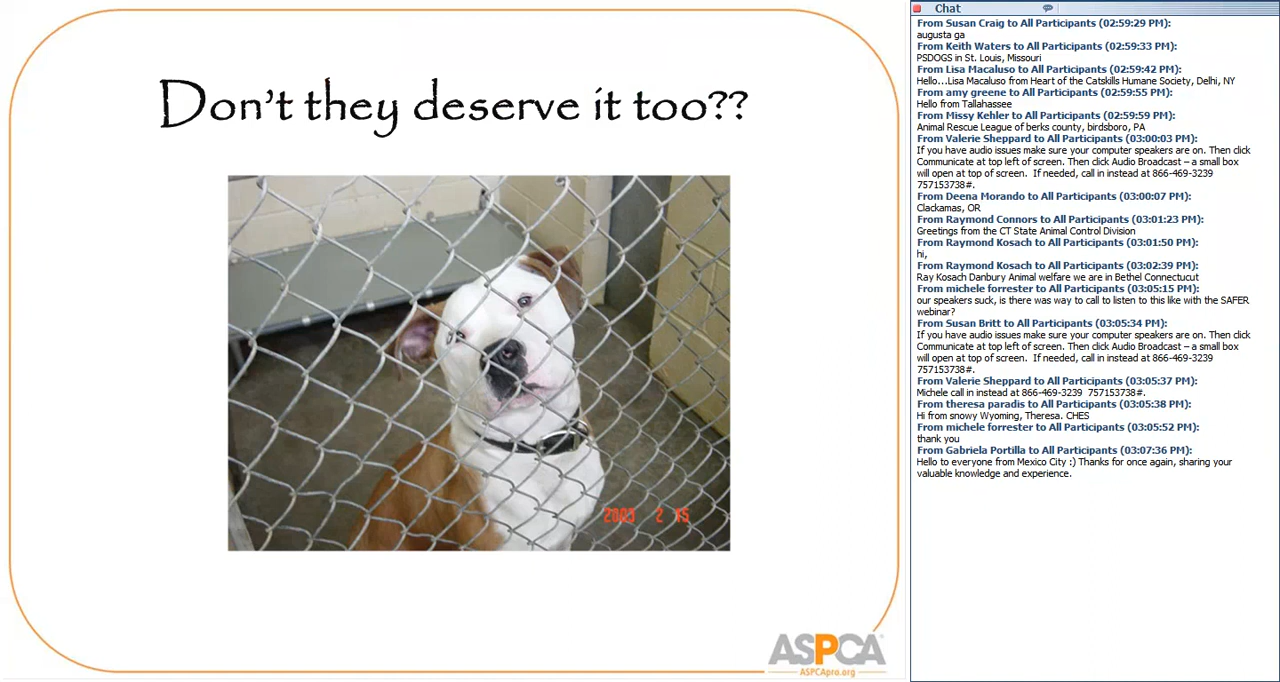 Don't they deserve it too??
2003 2 15
ASPCA
ASPCApro.org
Chat
From Susan Craig to All Participants (02:59:29 PM):
augusta ga
From Keith Waters to All Participants (02:59:33 PM):
PSDOGS in St. Louis, Missouri
From Lisa Macaluso to All Participants (02:59:42 PM):
Hello...Lisa Macaluso from Heart of the Catskills Humane Society, Delhi, NY
From amy greene to All Participants (02:59:55 PM):
Hello from Tallahassee
From Missy Kehler to All Participants (02:59:59 PM):
Animal Rescue League of berks county, birdsboro, PA
From Valerie Sheppard to All Participants (03:00:03 PM):
If you have audio issues make sure your computer speakers are on. Then click
Communicate at top left of screen. Then click Audio Broadcast – a small box
will open at top of screen.  If needed, call in instead at 866-469-3239
757153738#.
From Deena Morando to All Participants (03:00:07 PM):
Clackamas, OR
From Raymond Connors to All Participants (03:01:23 PM):
Greetings from the CT State Animal Control Division
From Raymond Kosach to All Participants (03:01:50 PM):
hi,
From Raymond Kosach to All Participants (03:02:39 PM):
Ray Kosach Danbury Animal welfare we are in Bethel Connectucut
From michele forrester to All Participants (03:05:15 PM):
our speakers suck, is there was way to call to listen to this like with the SAFER
webinar?
From Susan Britt to All Participants (03:05:34 PM):
If you have audio issues make sure your computer speakers are on. Then click
Communicate at top left of screen. Then click Audio Broadcast – a small box
will open at top of screen.  If needed, call in instead at 866-469-3239
757153738#.
From Valerie Sheppard to All Participants (03:05:37 PM):
Michele call in instead at 866-469-3239  757153738#.
From theresa paradis to All Participants (03:05:38 PM):
Hi from snowy Wyoming, Theresa. CHES
From michele forrester to All Participants (03:05:52 PM):
thank you
From Gabriela Portilla to All Participants (03:07:36 PM):
Hello to everyone from Mexico City :) Thanks for once again, sharing your
valuable knowledge and experience.